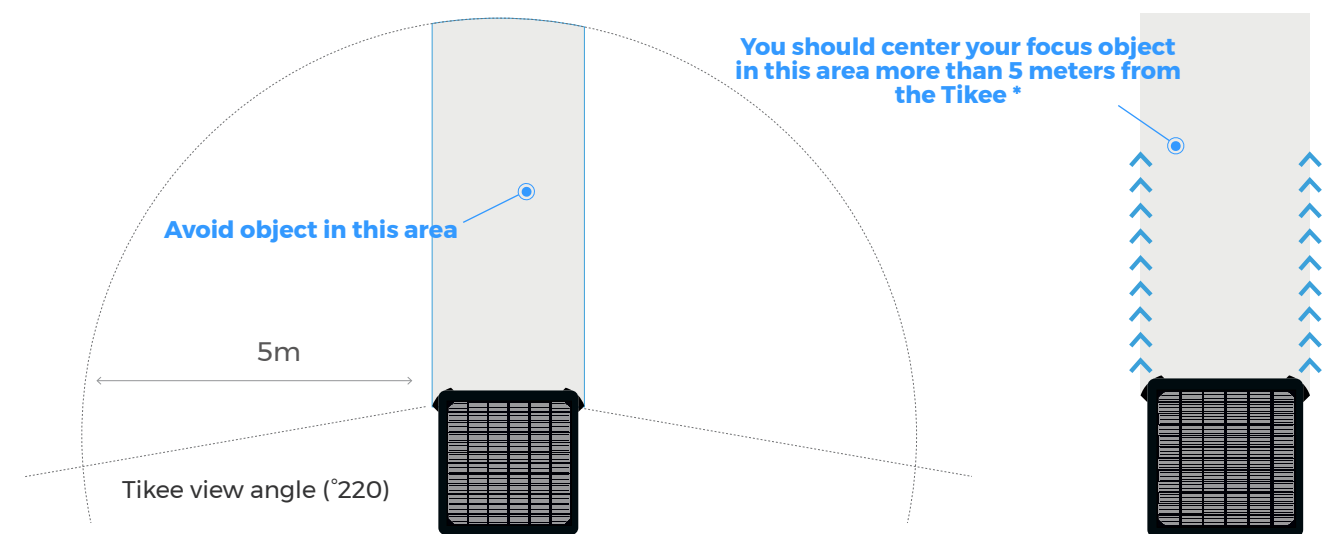 You should center your focus object
in this area more than 5 meters from
the Tikee *
Avoid object in this area
5m
Tikee view angle (°220)